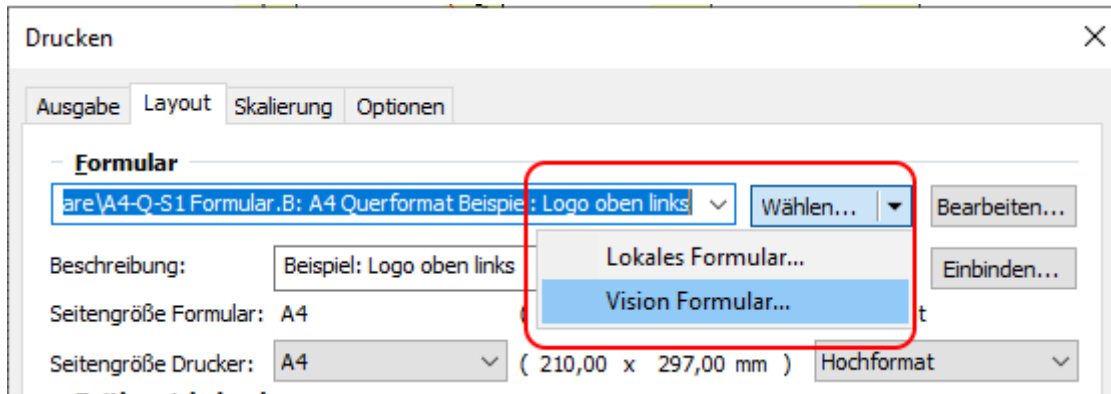 Drucken
Ausgabe Layout Skalierung Optionen
Formular
are\A4-Q-S1 Formular.B: A4 Querformat Beispiel: Logo oben links Wählen... Bearbeiten...
Lokales Formular...
Beschreibung: Beispiel: Logo oben links Einbinden...
Vision Formular...
Seitengröße Formular: A4 ( t
Seitengröße Drucker: A4 ( 210,00 x 297,00 mm ) Hochformat